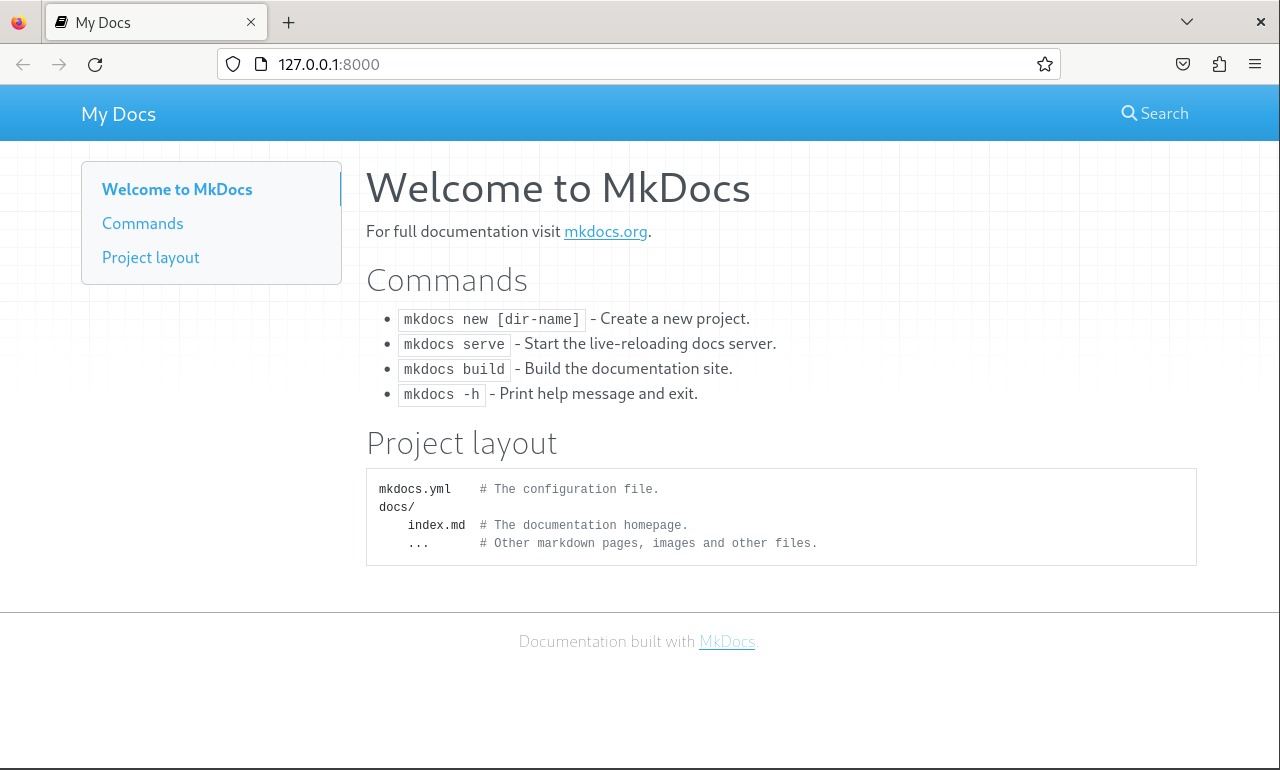 My Docs
127.0.0.1:8000
My Docs
Search
Welcome to MkDocs
Commands
Project layout
Welcome to MkDocs
For full documentation visit mkdocs.org.
Commands
• mkdocs new [dir-name] - Create a new project.
• mkdocs serve - Start the live-reloading docs server.
• mkdocs build - Build the documentation site.
• mkdocs -h - Print help message and exit.
Project layout
mkdocs.yml    # The configuration file.
docs/
    index.md  # The documentation homepage.
    ...       # Other markdown pages, images and other files.
Documentation built with MkDocs